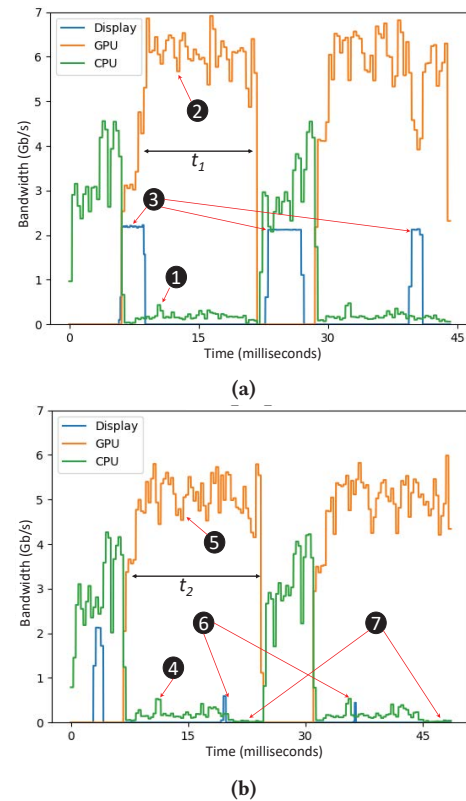 7
6
5
4
3
2
1
0
Bandwidth (Gb/s)
Display
GPU
CPU
2
t1
3
1
0
15
30
45
Time (milliseconds)
(a)
7
6
5
4
3
2
1
0
Bandwidth (Gb/s)
Display
GPU
CPU
5
t2
6
7
4
0
15
30
45
Time (milliseconds)
(b)